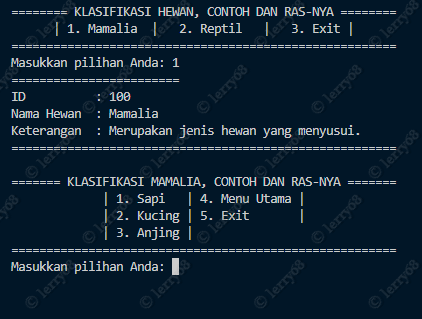 ======== KLASIFIKASI HEWAN, CONTOH DAN RAS-NYA ========
| 1. Mamalia | 2. Reptil | 3. Exit |
=======================================================
Masukkan pilihan Anda: 1
========================
ID : 100
Nama Hewan : Mamalia
Keterangan : Merupakan jenis hewan yang menyusui.
=======================================================
======= KLASIFIKASI MAMALIA, CONTOH DAN RAS-NYA =======
| 1. Sapi | 4. Menu Utama |
| 2. Kucing | 5. Exit |
| 3. Anjing |
=======================================================
Masukkan pilihan Anda:
© lerry08